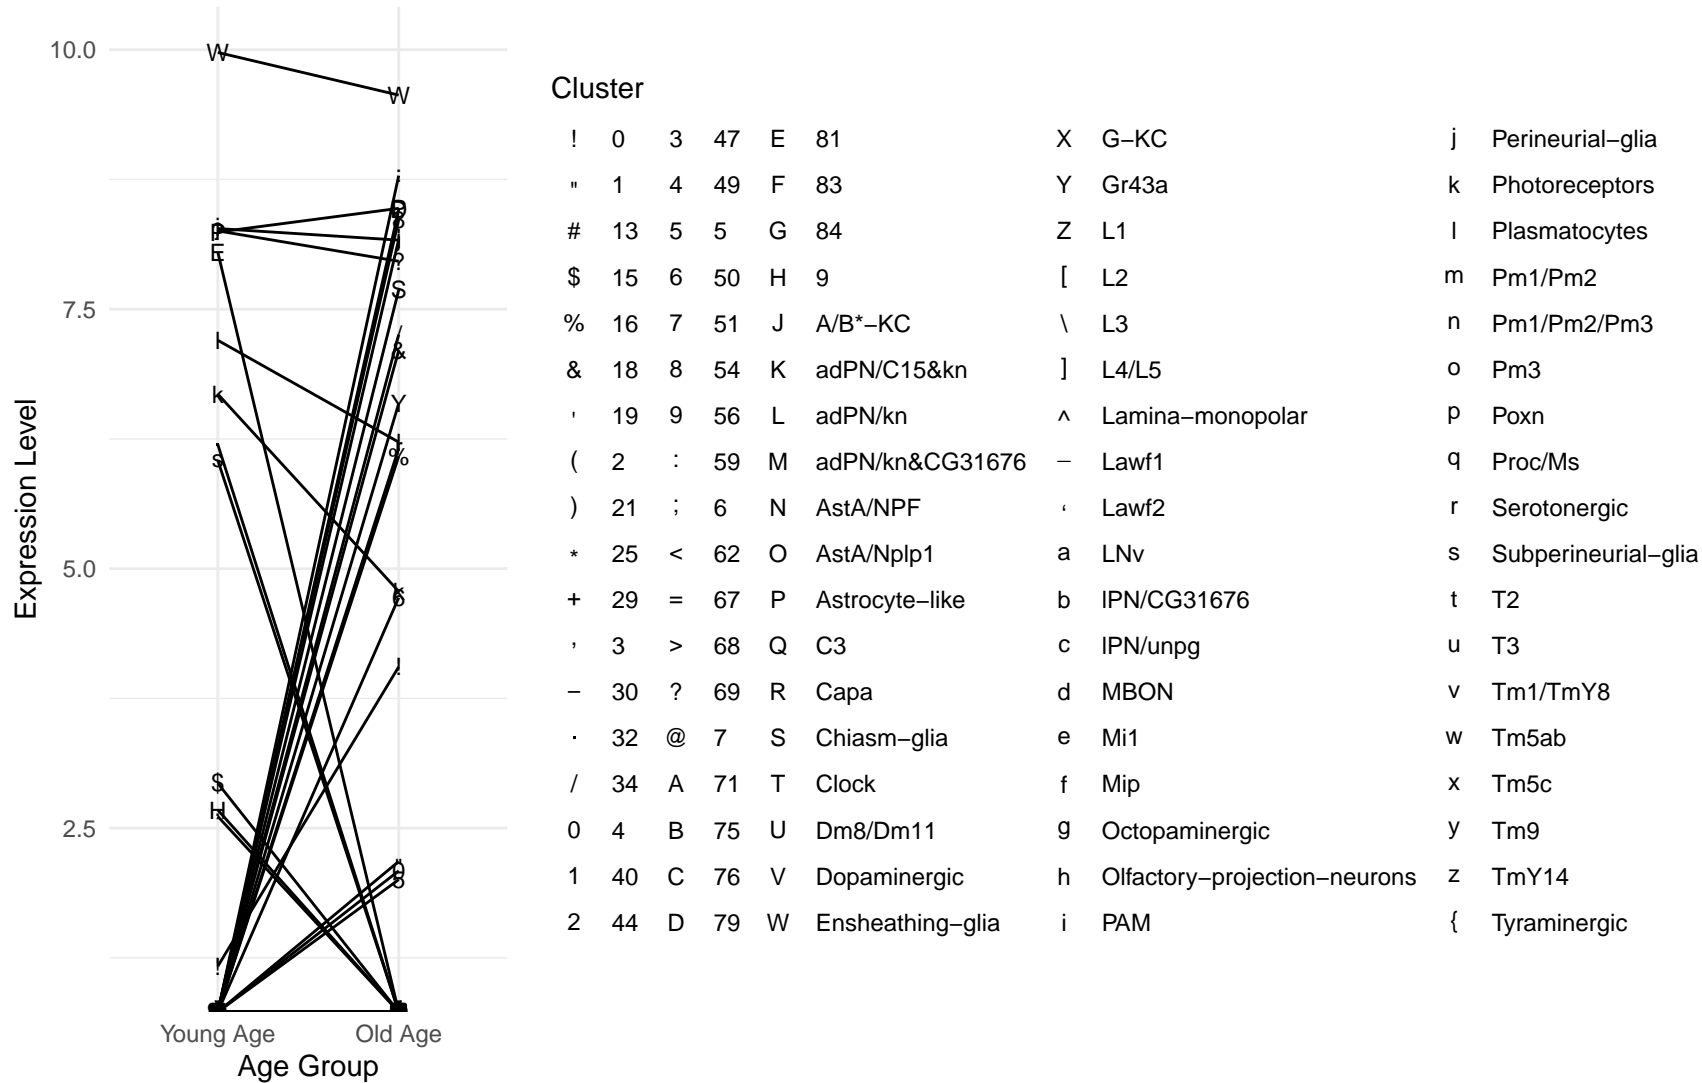 Cluster
! 0 3 47 E 81 X G−KC j Perineurial−glia
" 1 4 49 F 83 Y Gr43a k Photoreceptors
# 13 5 5 G 84 Z L1 l Plasmatocytes
$ 15 6 50 H 9 [ L2 m Pm1/Pm2
% 16 7 51 J A/B*−KC \ L3 n Pm1/Pm2/Pm3
& 18 8 54 K adPN/C15&kn ] L4/L5 o Pm3
' 19 9 56 L adPN/kn ^ Lamina−monopolar p Poxn
( 2 : 59 M adPN/kn&CG31676 − Lawf1 q Proc/Ms
) 21 ; 6 N AstA/NPF ‘ Lawf2 r Serotonergic
* 25 < 62 O AstA/Nplp1 a LNv s Subperineurial−glia
+ 29 = 67 P Astrocyte−like b lPN/CG31676 t T2
, 3 > 68 Q C3 c lPN/unpg u T3
− 30 ? 69 R Capa d MBON v Tm1/TmY8
. 32 @ 7 S Chiasm−glia e Mi1 w Tm5ab
/ 34 A 71 T Clock f Mip x Tm5c
0 4 B 75 U Dm8/Dm11 g Octopaminergic y Tm9
1 40 C 76 V Dopaminergic h Olfactory−projection−neurons z TmY14
2 44 D 79 W Ensheathing−glia i PAM { Tyraminergic
10.0
7.5
5.0
2.5
Expression Level
W W
E
S
&
Y
k
s
%
6
$
H
Young Age Old Age
Age Group